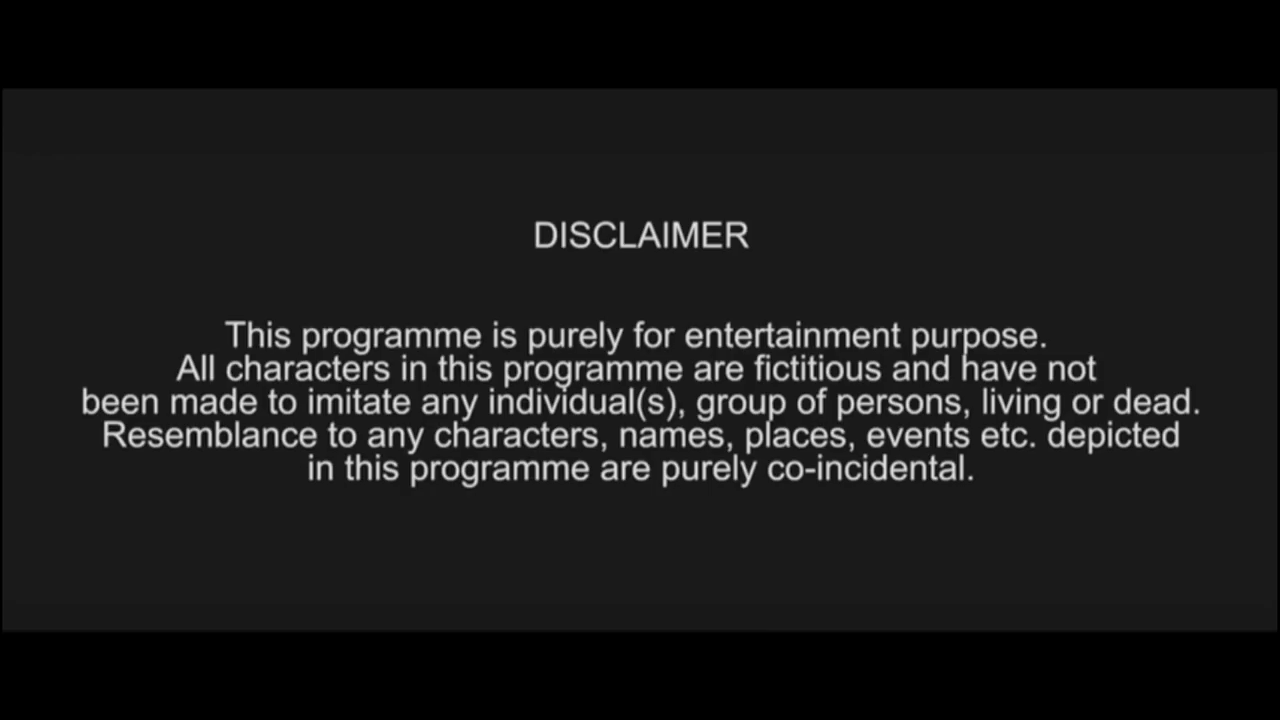 DISCLAIMER
This programme is purely for entertainment purpose.
All characters in this programme are fictitious and have not
been made to imitate any individual(s), group of persons, living or dead.
Resemblance to any characters, names, places, events etc. depicted
in this programme are purely co-incidental.